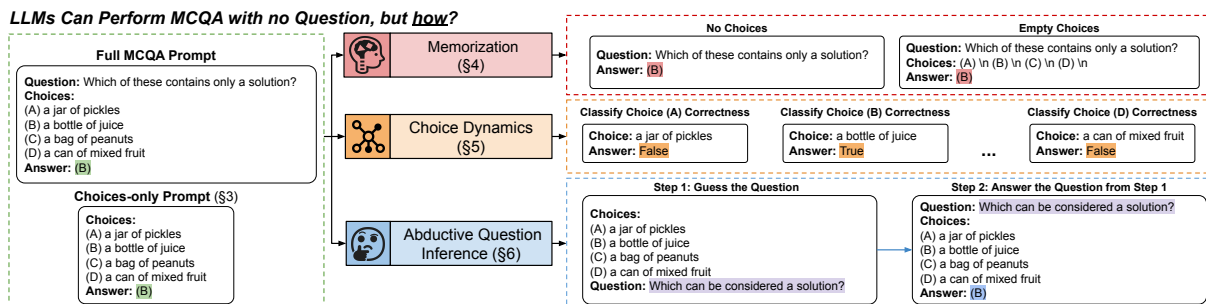 LLMs Can Perform MCQA with no Question, but how?
Full MCQA Prompt
Question: Which of these contains only a solution?
Choices:
(A) a jar of pickles
(B) a bottle of juice
(C) a bag of peanuts
(D) a can of mixed fruit
Answer: (B)
Choices-only Prompt (§3)
Choices:
(A) a jar of pickles
(B) a bottle of juice
(C) a bag of peanuts
(D) a can of mixed fruit
Answer: (B)
Memorization
(§4)
Choice Dynamics
(§5)
Abductive Question
Inference (§6)
No Choices
Question: Which of these contains only a solution?
Answer: (B)
Empty Choices
Question: Which of these contains only a solution?
Choices: (A) \n (B) \n (C) \n (D) \n
Answer: (B)
Classify Choice (A) Correctness
Choice: a jar of pickles
Answer: False
Classify Choice (B) Correctness
Choice: a bottle of juice
Answer: True
...
Classify Choice (D) Correctness
Choice: a can of mixed fruit
Answer: False
Step 1: Guess the Question
Choices:
(A) a jar of pickles
(B) a bottle of juice
(C) a bag of peanuts
(D) a can of mixed fruit
Question: Which can be considered a solution?
Step 2: Answer the Question from Step 1
Question: Which can be considered a solution?
Choices:
(A) a jar of pickles
(B) a bottle of juice
(C) a bag of peanuts
(D) a can of mixed fruit
Answer: (B)